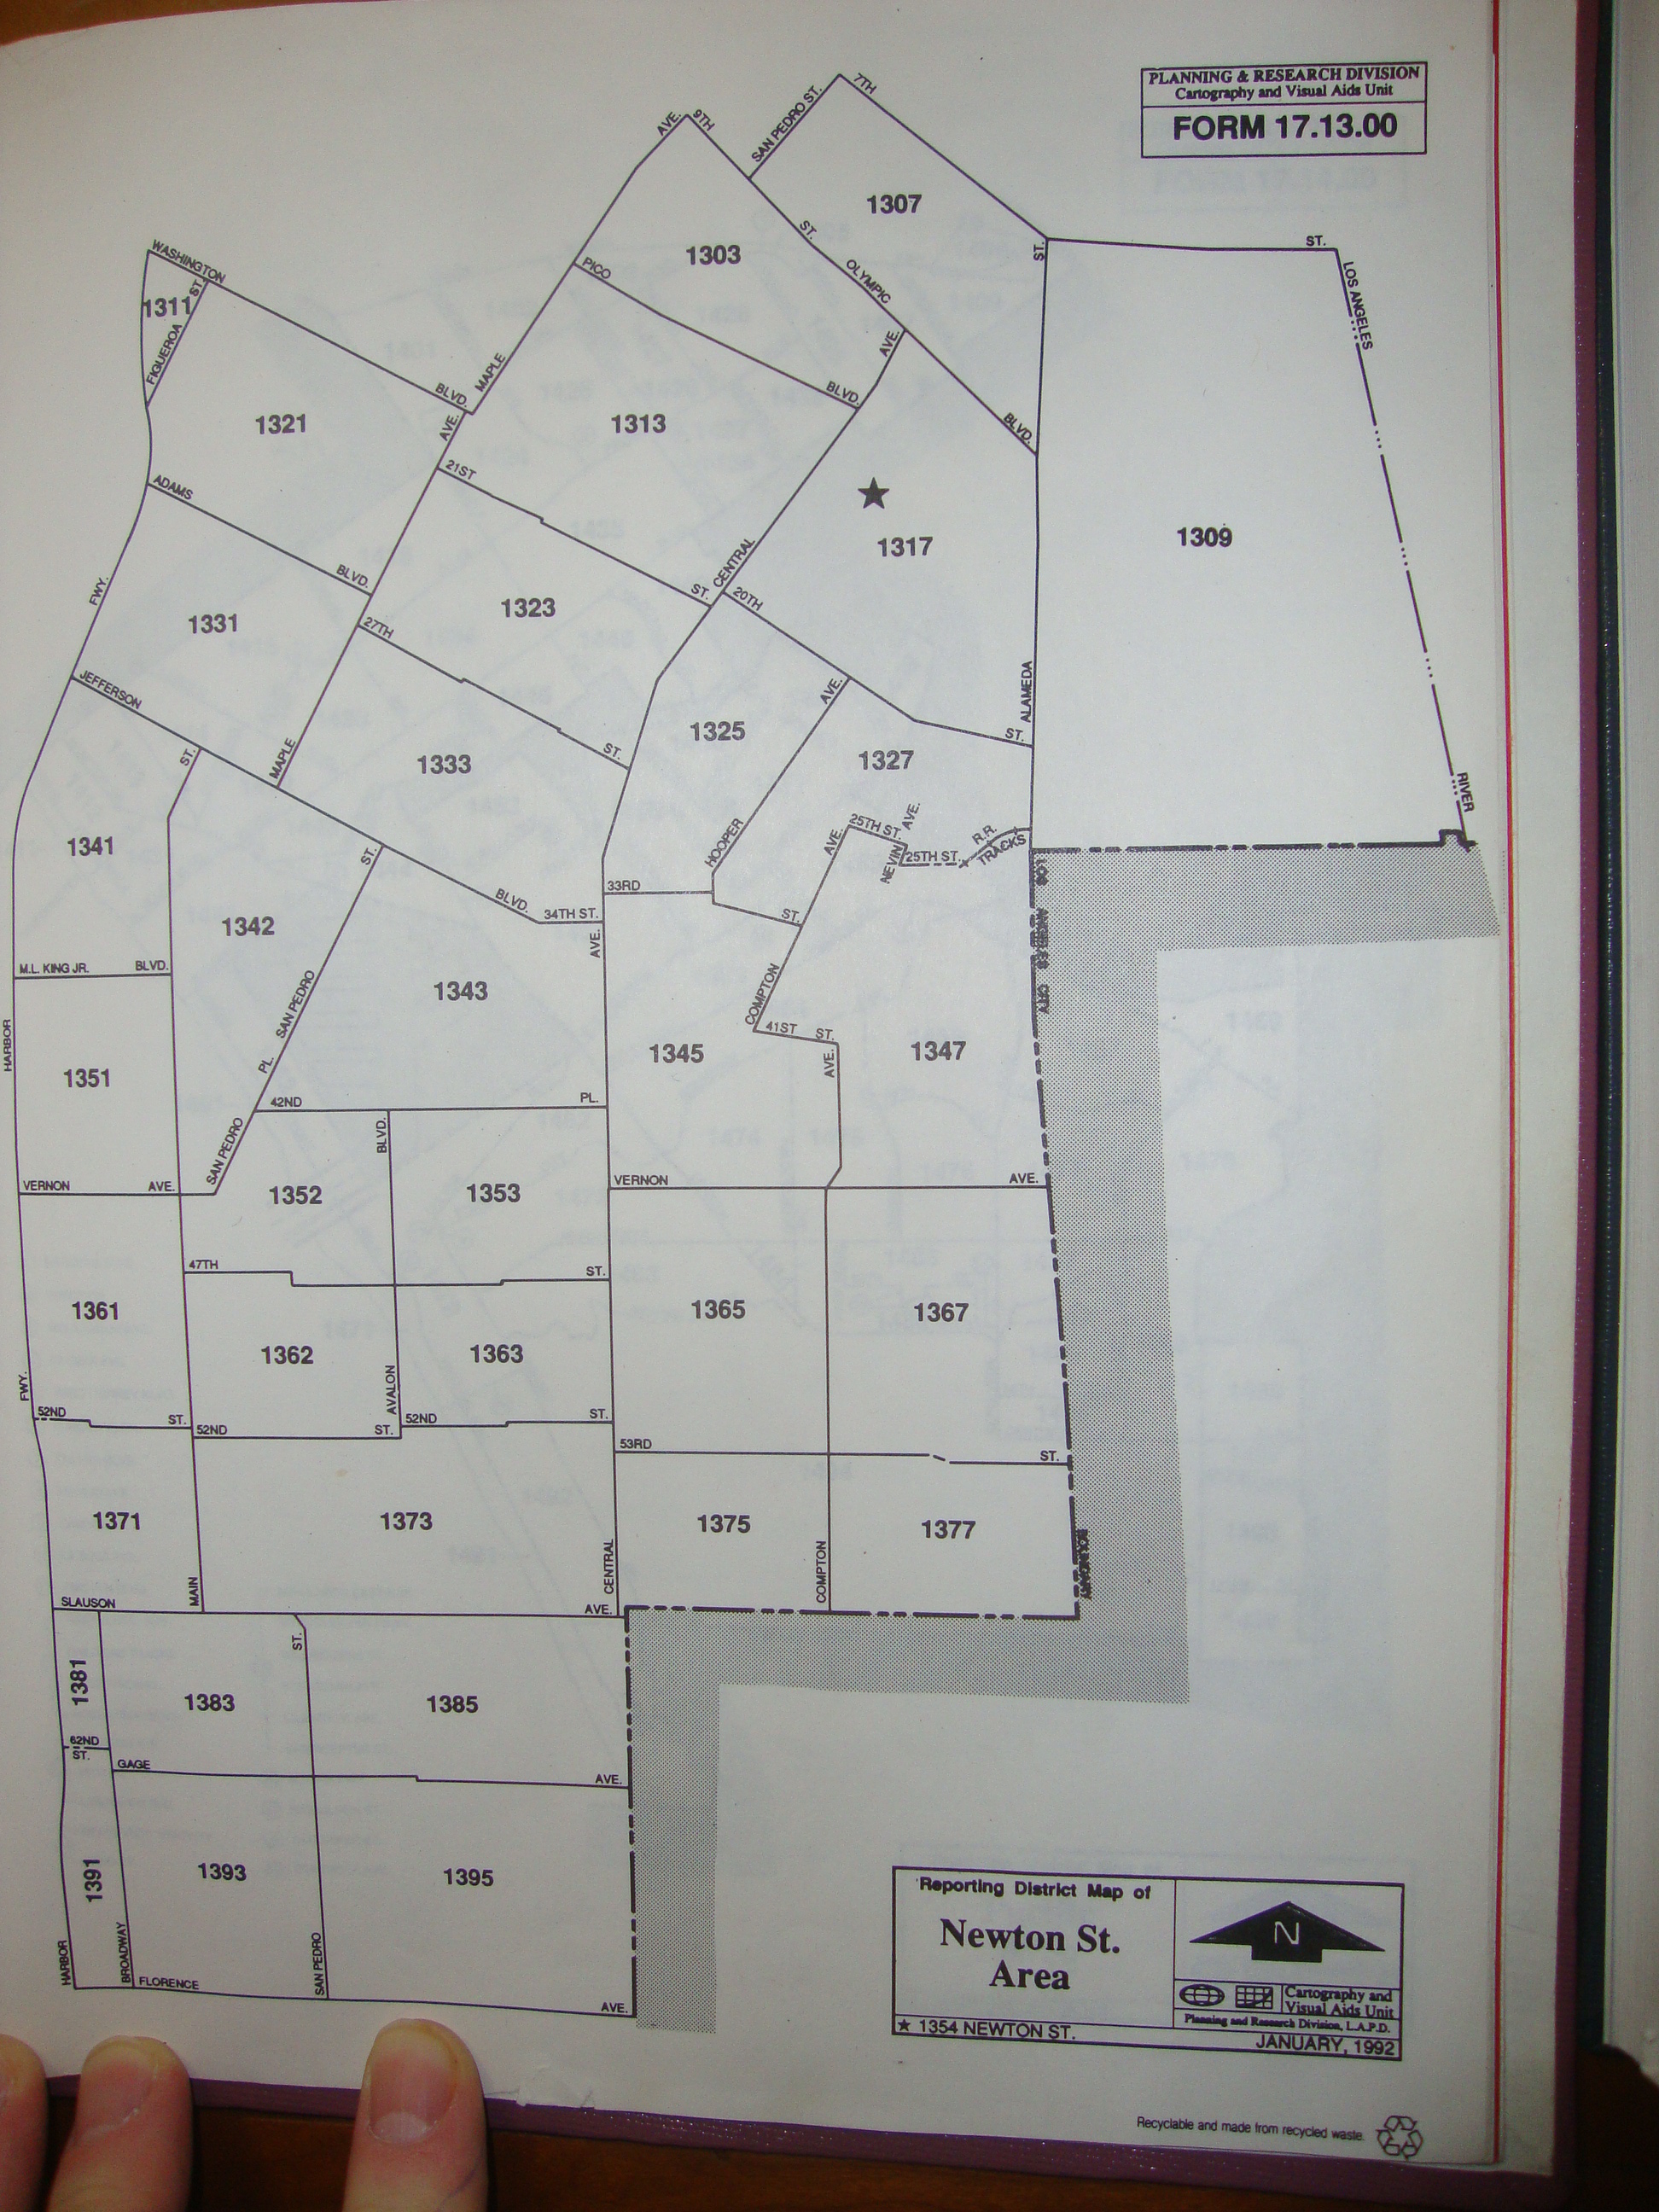 PLANNING & RESEARCH DIVISION
Cartography and Visual Aids Unit
FORM 17.13.00
7TH
SAN PEDRO ST.
AVE.
9TH
1307
ST.
ST.
ST.
WASHINGTON
1303
OLYMPIC
PICO
LOS ANGELES
1311
ST.
FIGUEROA
AVE.
MAPLE
BLVD.
BLVD.
1321
AVE.
1313
BLVD.
21ST
ADAMS
1317
1309
BLVD.
CENTRAL
FWY.
ST.
20TH
1331
1323
27TH
JEFFERSON
ALAMEDA
AVE.
1325
ST.
ST.
MAPLE
ST.
1333
1327
RIVER
25TH ST.
AVE.
AVE.
R.R.
TRACKS
1341
HOOPER
NEVIN
25TH ST.
ST.
33RD
LOS ANGELES CITY
BLVD.
34TH ST.
ST.
1342
AVE.
M.L. KING JR.
BLVD.
1343
SAN PEDRO
COMPTON
41ST
ST.
HARBOR
PL.
1345
1347
AVE.
1351
42ND
PL.
BLVD.
SAN PEDRO
VERNON
AVE.
1352
1353
VERNON
AVE.
47TH
ST.
1361
1365
1367
1362
1363
FWY.
AVALON
52ND
ST.
52ND
ST.
52ND
ST.
53RD
ST.
1371
1373
1375
1377
MAIN
CENTRAL
COMPTON
BOUNDARY
SLAUSON
AVE.
ST.
1381
1383
1385
62ND
ST.
GAGE
AVE.
1391
1393
1395
HARBOR
BROADWAY
FLORENCE
SAN PEDRO
AVE.
Reporting District Map of
Newton St.
Area
N
Cartography and
Visual Aids Unit
Planning and Research Division, L.A.P.D.
★ 1354 NEWTON ST.
JANUARY, 1992
Recyclable and made from recycled waste.